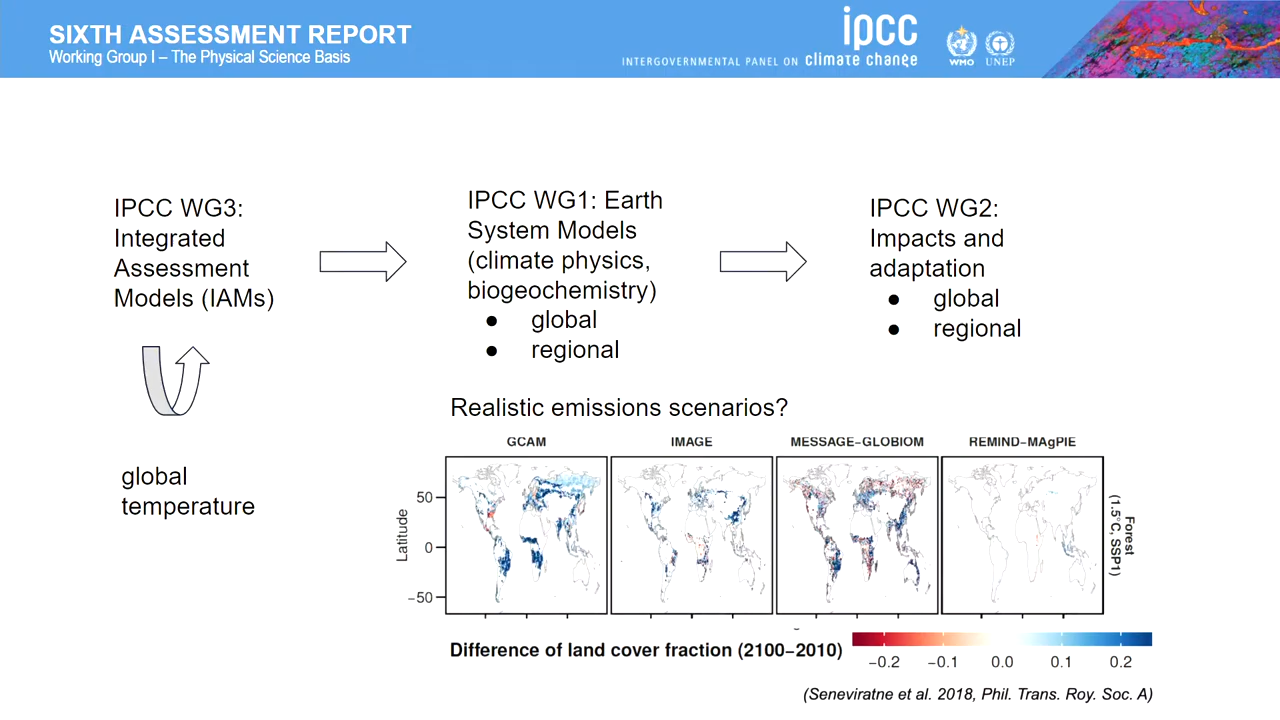 SIXTH ASSESSMENT REPORT
Working Group I – The Physical Science Basis
ipcc
INTERGOVERNMENTAL PANEL ON climate change
WMO
UNEP
IPCC WG3:
Integrated
Assessment
Models (IAMs)
IPCC WG1: Earth
System Models
(climate physics,
biogeochemistry)
● global
● regional
IPCC WG2:
Impacts and
adaptation
● global
● regional
global
temperature
Realistic emissions scenarios?
GCAM
IMAGE
MESSAGE−GLOBIOM
REMIND−MAgPIE
Latitude
50
0
−50
Forest
(1.5°C, SSP1)
Difference of land cover fraction (2100−2010)
−0.2 −0.1 0.0 0.1 0.2
(Seneviratne et al. 2018, Phil. Trans. Roy. Soc. A)